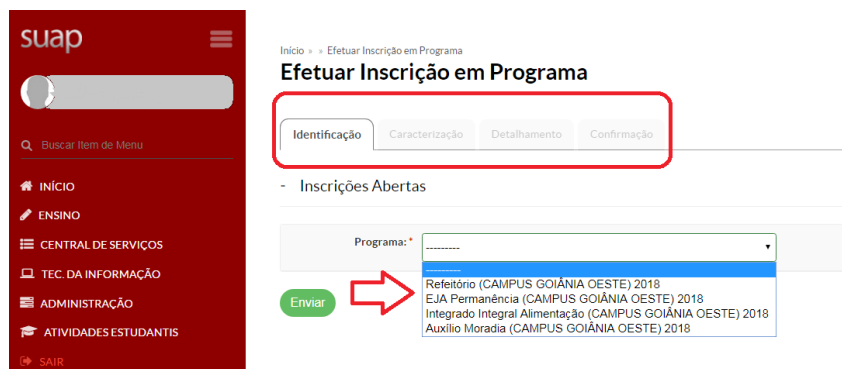 suap
Buscar Item de Menu
INÍCIO
ENSINO
CENTRAL DE SERVIÇOS
TEC. DA INFORMAÇÃO
ADMINISTRAÇÃO
ATIVIDADES ESTUDANTIS
SAIR
Início » » Efetuar Inscrição em Programa
Efetuar Inscrição em Programa
Identificação Caracterização Detalhamento Confirmação
- Inscrições Abertas
Programa: * ---------
---------
Refeitório (CAMPUS GOIÂNIA OESTE) 2018
EJA Permanência (CAMPUS GOIÂNIA OESTE) 2018
Integrado Integral Alimentação (CAMPUS GOIÂNIA OESTE) 2018
Auxílio Moradia (CAMPUS GOIÂNIA OESTE) 2018
Enviar